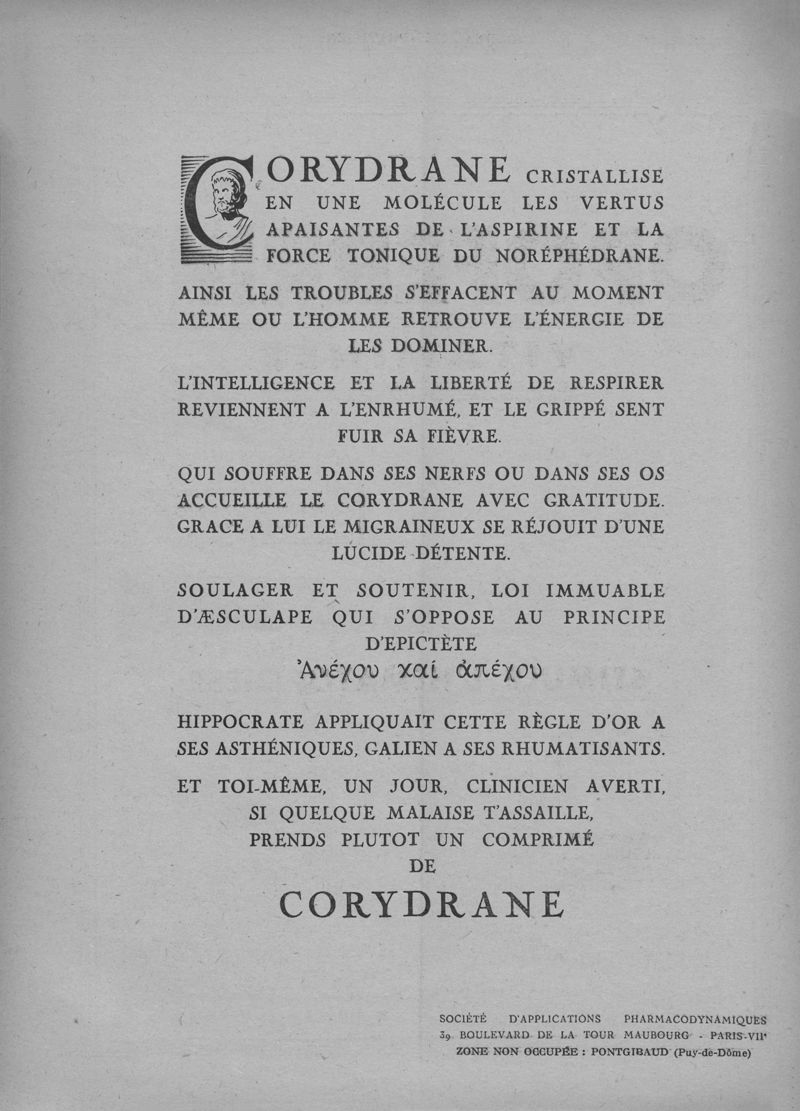 CORYDRANE CRISTALLISE
EN UNE MOLÉCULE LES VERTUS
APAISANTES DE L'ASPIRINE ET LA
FORCE TONIQUE DU NORÉPHÉDRANE.
AINSI LES TROUBLES S'EFFACENT AU MOMENT
MÊME OU L'HOMME RETROUVE L'ÉNERGIE DE
LES DOMINER.
L'INTELLIGENCE ET LA LIBERTÉ DE RESPIRER
REVIENNENT A L'ENRHUMÉ, ET LE GRIPPÉ SENT
FUIR SA FIÈVRE.
QUI SOUFFRE DANS SES NERFS OU DANS SES OS
ACCUEILLE LE CORYDRANE AVEC GRATITUDE.
GRACE A LUI LE MIGRAINEUX SE RÉJOUIT D'UNE
LUCIDE DÉTENTE.
SOULAGER ET SOUTENIR, LOI IMMUABLE
D'ÆSCULAPE QUI S'OPPOSE AU PRINCIPE
D'EPICTÈTE
Ἀνέχου καί ἀπέχου
HIPPOCRATE APPLIQUAIT CETTE RÈGLE D'OR A
SES ASTHÉNIQUES, GALIEN A SES RHUMATISANTS.
ET TOI-MÊME, UN JOUR, CLINICIEN AVERTI,
SI QUELQUE MALAISE T'ASSAILLE,
PRENDS PLUTOT UN COMPRIMÉ
DE
CORYDRANE
SOCIÉTÉ D'APPLICATIONS PHARMACODYNAMIQUES
39, BOULEVARD DE LA TOUR MAUBOURG - PARIS-VIIe
ZONE NON OCCUPÉE : PONTGIBAUD (Puy-de-Dôme)